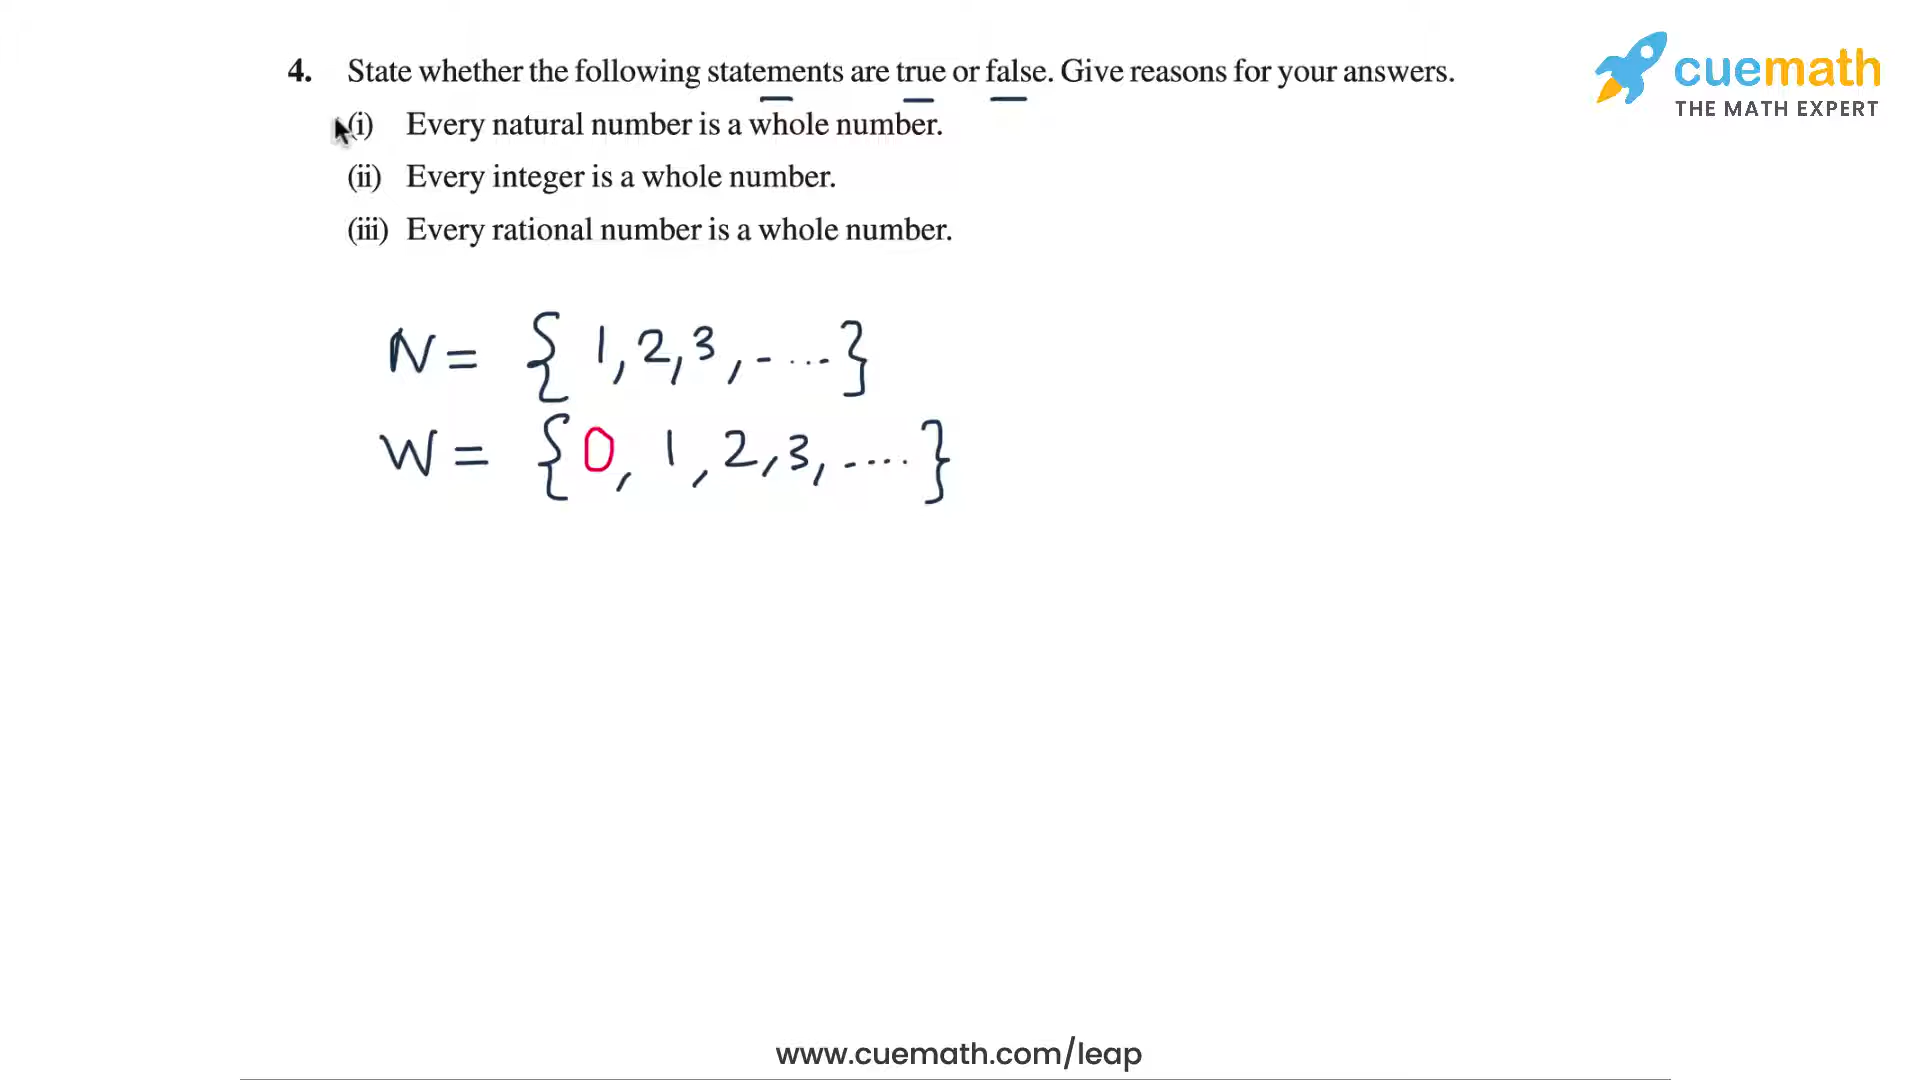 4. State whether the following statements are true or false. Give reasons for your answers.
(i) Every natural number is a whole number.
(ii) Every integer is a whole number.
(iii) Every rational number is a whole number.
cuemath
THE MATH EXPERT
N = { 1, 2, 3, - ... }
W = { 0, 1, 2, 3, .... }
www.cuemath.com/leap